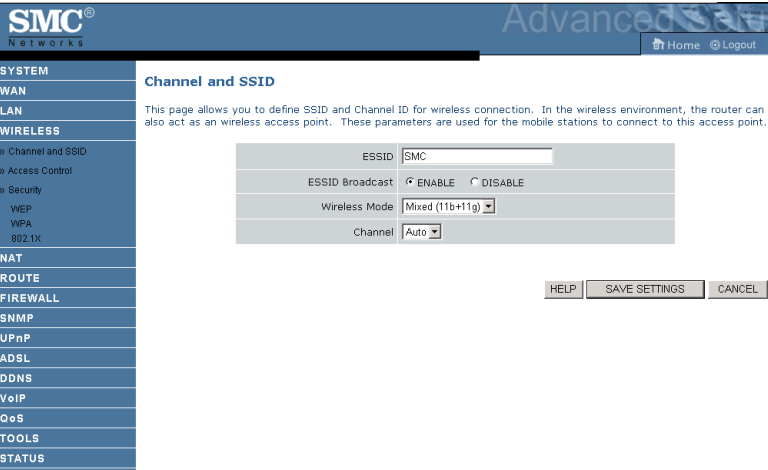 SMC®
Networks
Advanced
Home Logout
SYSTEM
WAN
LAN
WIRELESS
» Channel and SSID
» Access Control
» Security
WEP
WPA
802.1X
NAT
ROUTE
FIREWALL
SNMP
UPnP
ADSL
DDNS
VoIP
QoS
TOOLS
STATUS
Channel and SSID
This page allows you to define SSID and Channel ID for wireless connection. In the wireless environment, the router can
also act as an wireless access point. These parameters are used for the mobile stations to connect to this access point.
ESSID SMC
ESSID Broadcast ENABLE DISABLE
Wireless Mode Mixed (11b+11g)
Channel Auto
HELP SAVE SETTINGS CANCEL